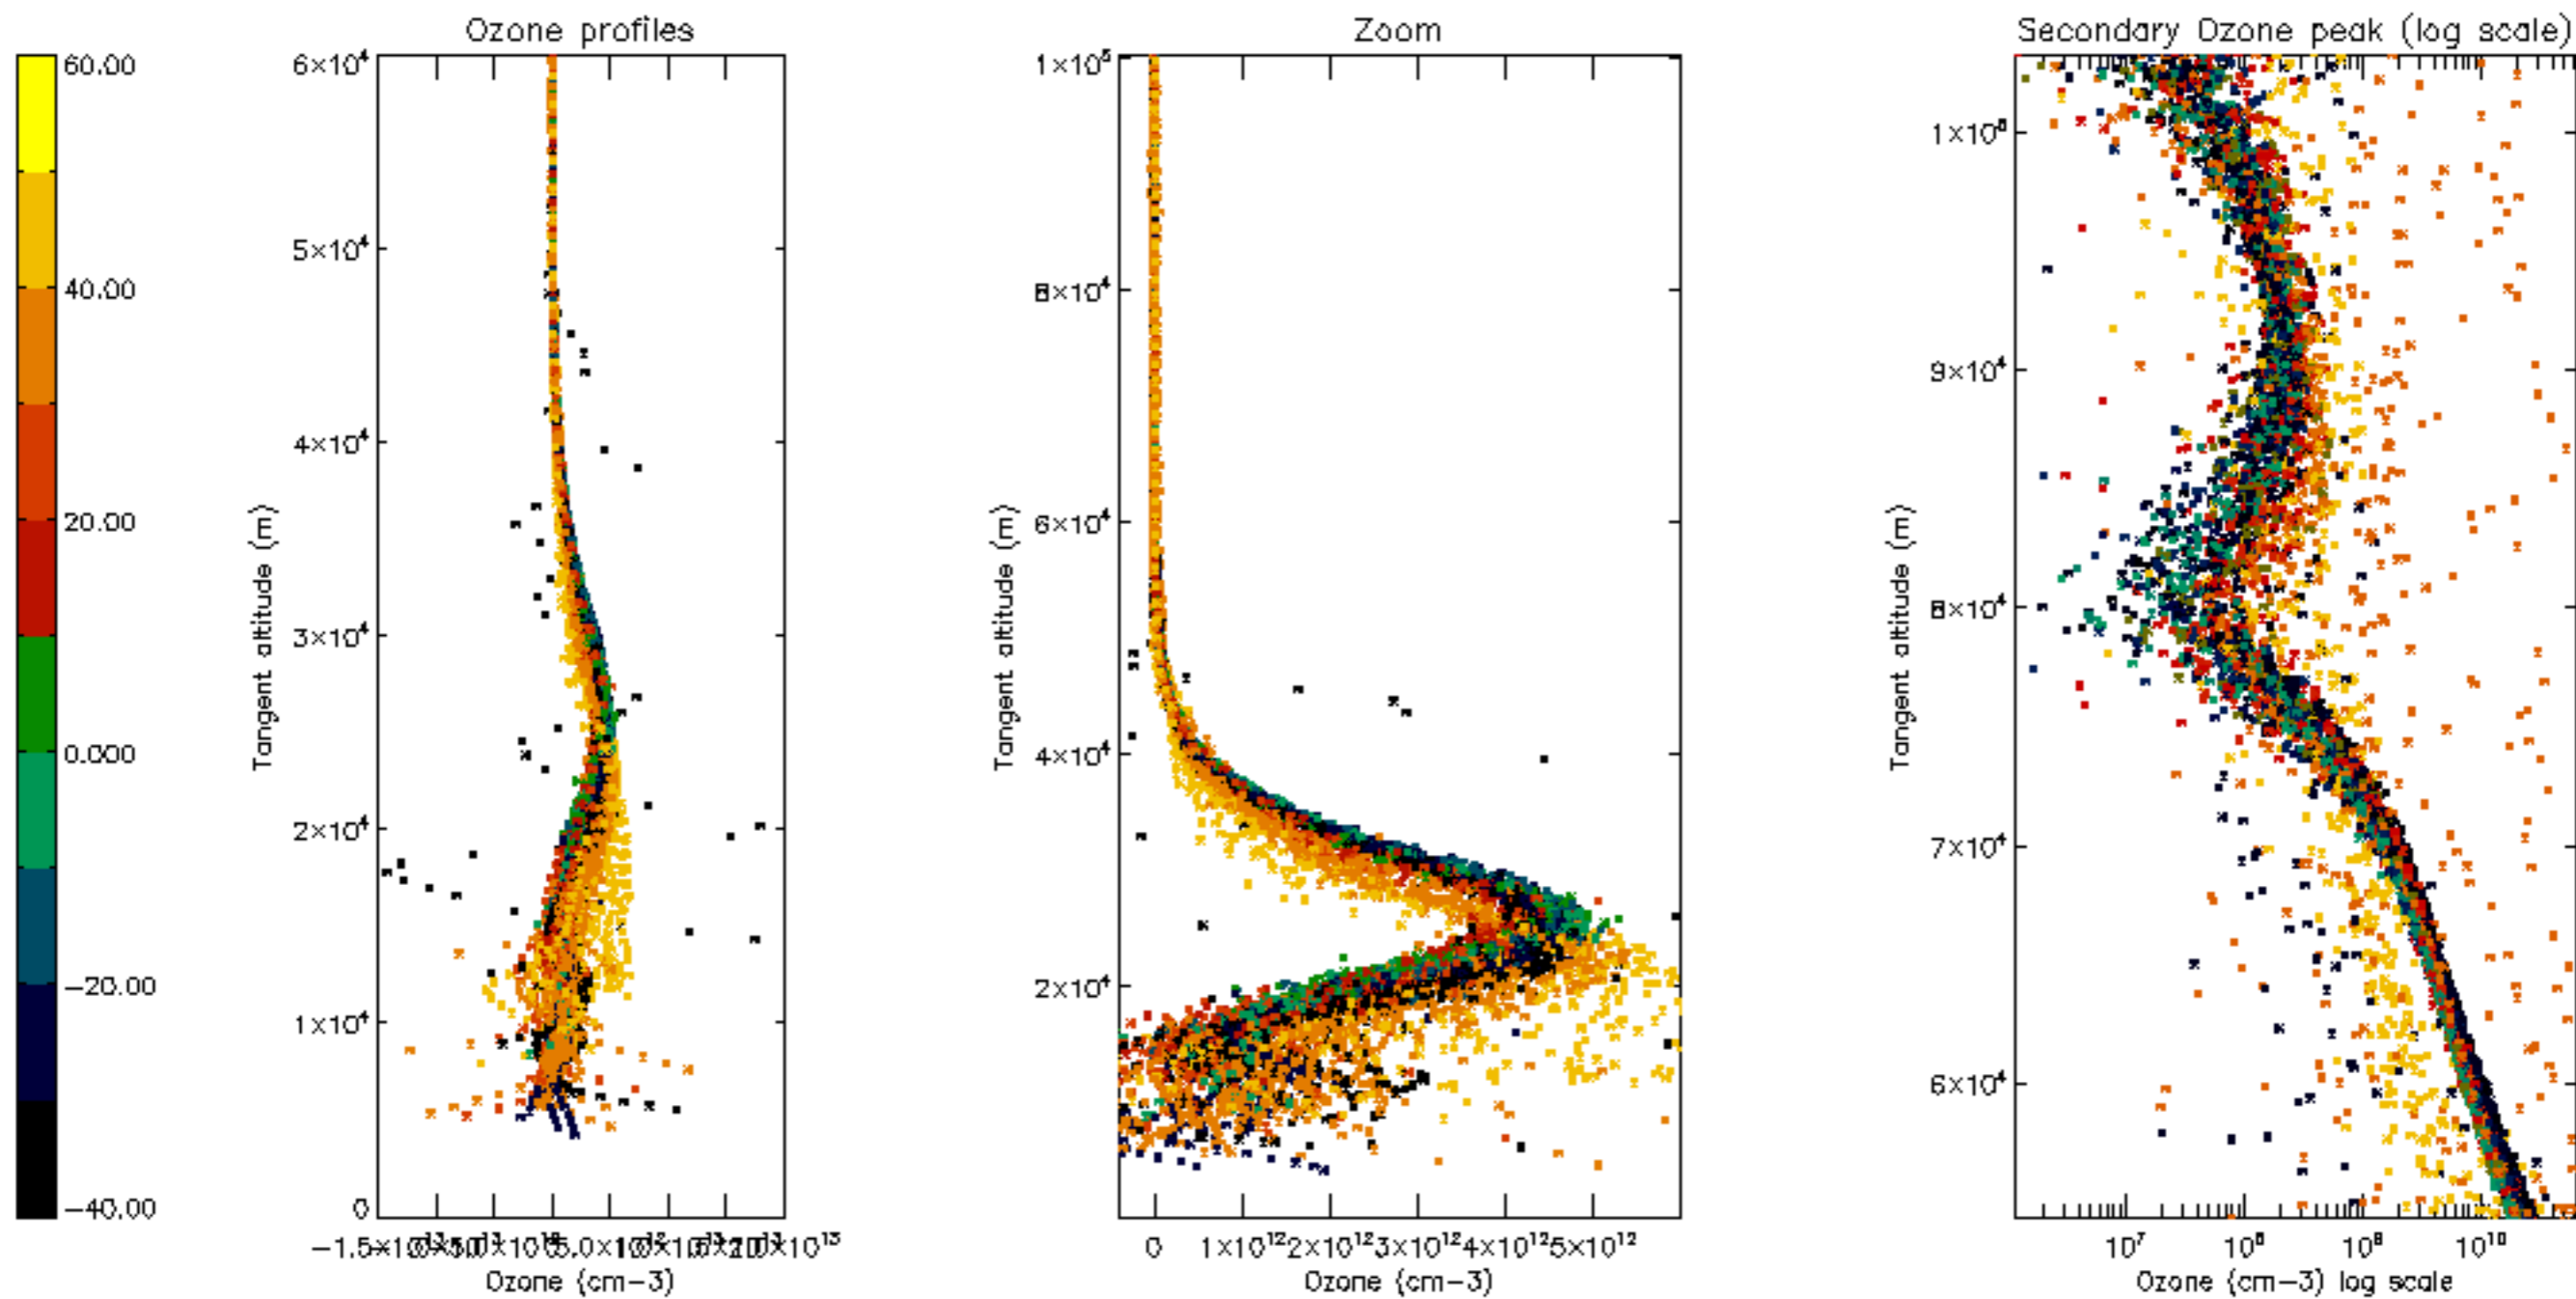 Ozone profiles
Zoom
Secondary Ozone peak (log scale)
60.00
40.00
20.00
0.000
−20.00
−40.00
6×10⁴
5×10⁴
4×10⁴
3×10⁴
2×10⁴
1×10⁴
0
Tangent altitude (m)
Ozone (cm−3)
1×10⁵
8×10⁴
6×10⁴
4×10⁴
2×10⁴
Tangent altitude (m)
0 1×10¹² 2×10¹² 3×10¹² 4×10¹² 5×10¹²
Ozone (cm−3)
9×10⁴
8×10⁴
7×10⁴
6×10⁴
Tangent altitude (m)
10⁷ 10⁸ 10⁹ 10¹⁰
Ozone (cm−3) log scale